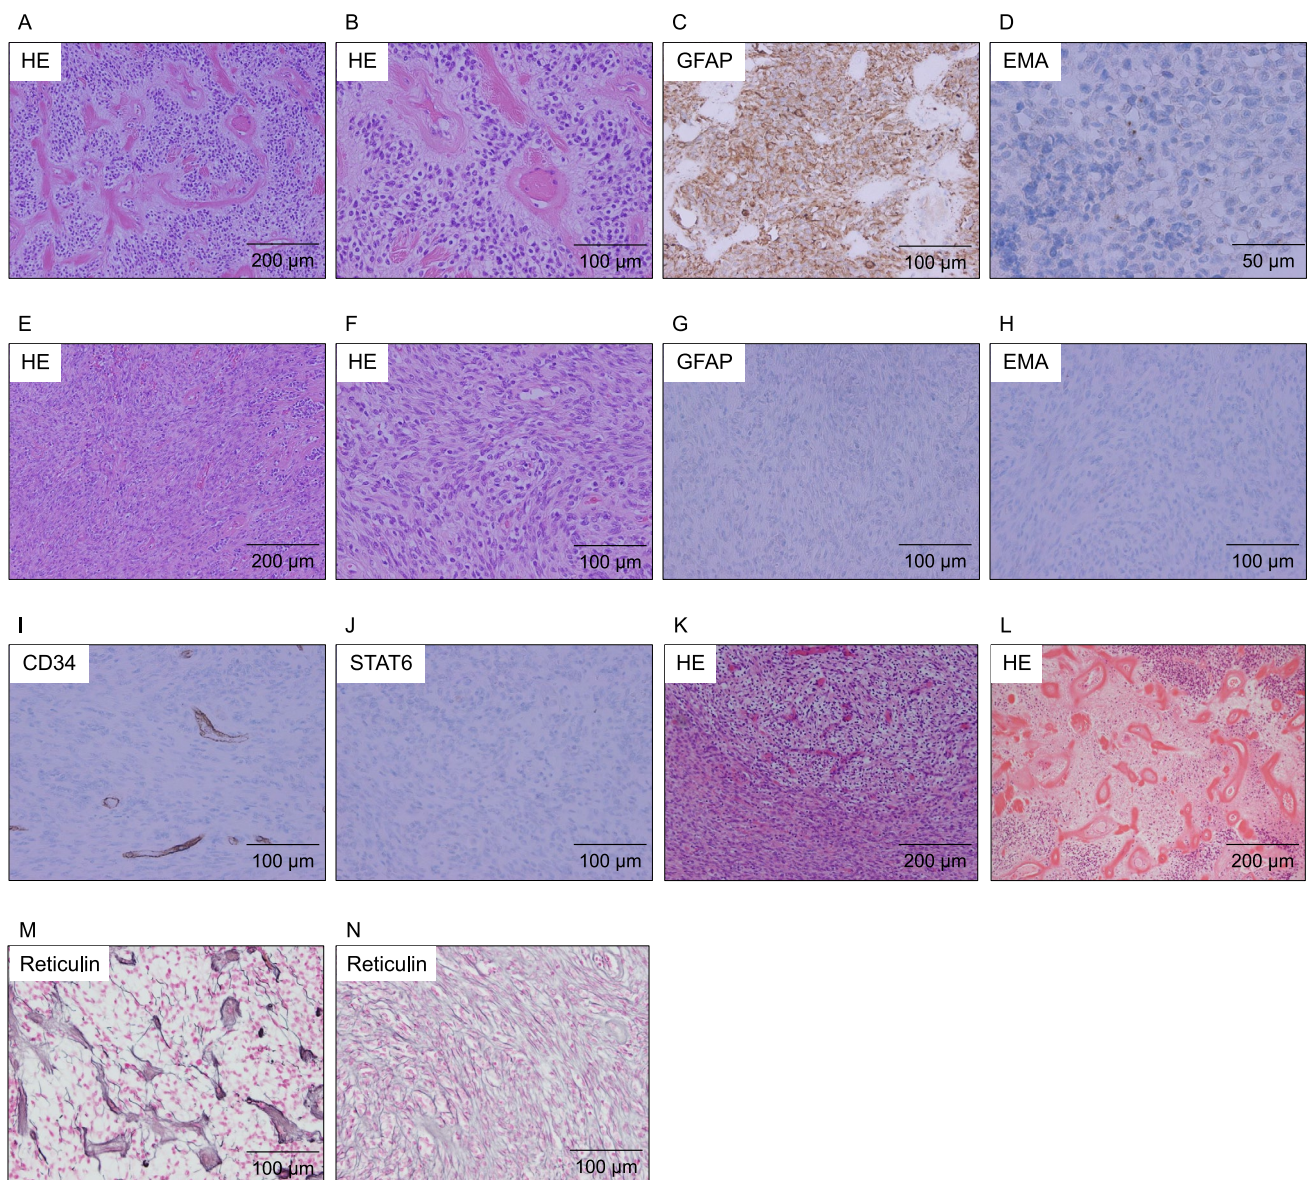 A B C D
HE HE GFAP EMA
200 µm 100 µm 100 µm 50 µm
E F G H
HE HE GFAP EMA
200 µm 100 µm 100 µm 100 µm
I J K L
CD34 STAT6 HE HE
100 µm 100 µm 200 µm 200 µm
M N
Reticulin Reticulin
100 µm 100 µm